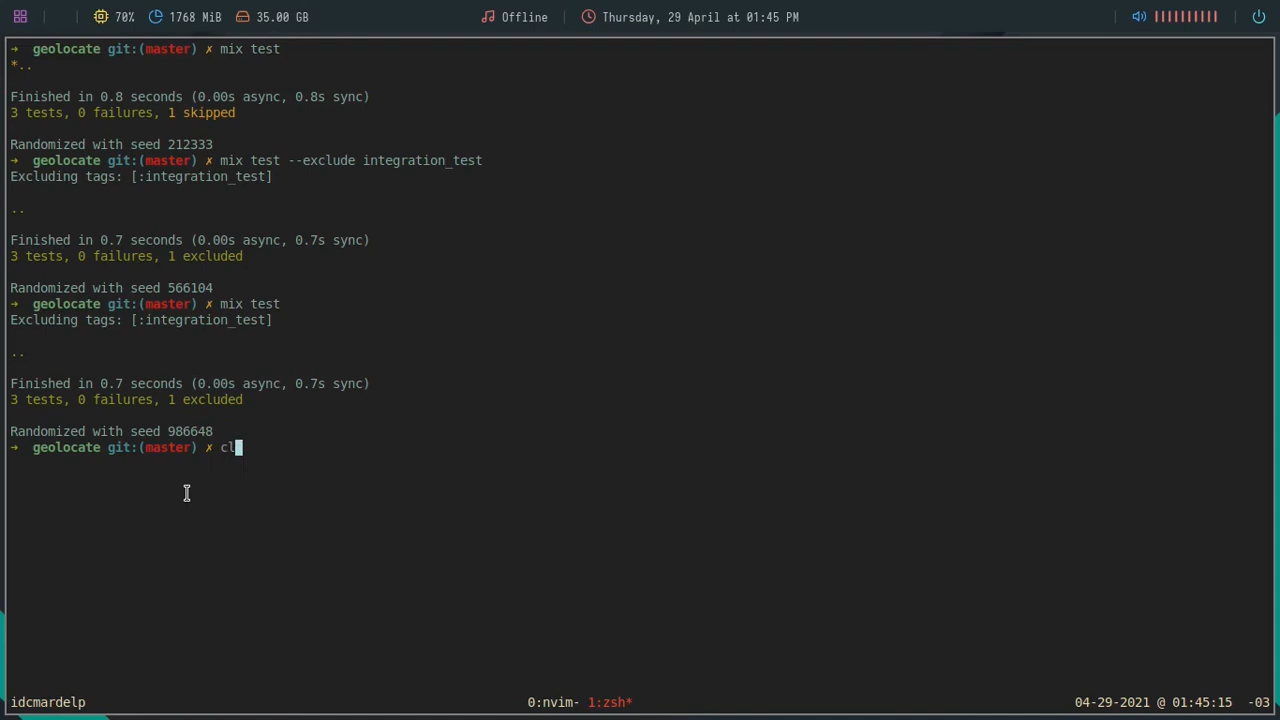 70% 1768 MiB 35.00 GB Offline Thursday, 29 April at 01:45 PM
→ geolocate git:(master) ✗ mix test
*..
Finished in 0.8 seconds (0.00s async, 0.8s sync)
3 tests, 0 failures, 1 skipped
Randomized with seed 212333
→ geolocate git:(master) ✗ mix test --exclude integration_test
Excluding tags: [:integration_test]
..
Finished in 0.7 seconds (0.00s async, 0.7s sync)
3 tests, 0 failures, 1 excluded
Randomized with seed 566104
→ geolocate git:(master) ✗ mix test
Excluding tags: [:integration_test]
..
Finished in 0.7 seconds (0.00s async, 0.7s sync)
3 tests, 0 failures, 1 excluded
Randomized with seed 986648
→ geolocate git:(master) ✗ cl
idcmardelp 0:nvim- 1:zsh* 04-29-2021 @ 01:45:15 -03